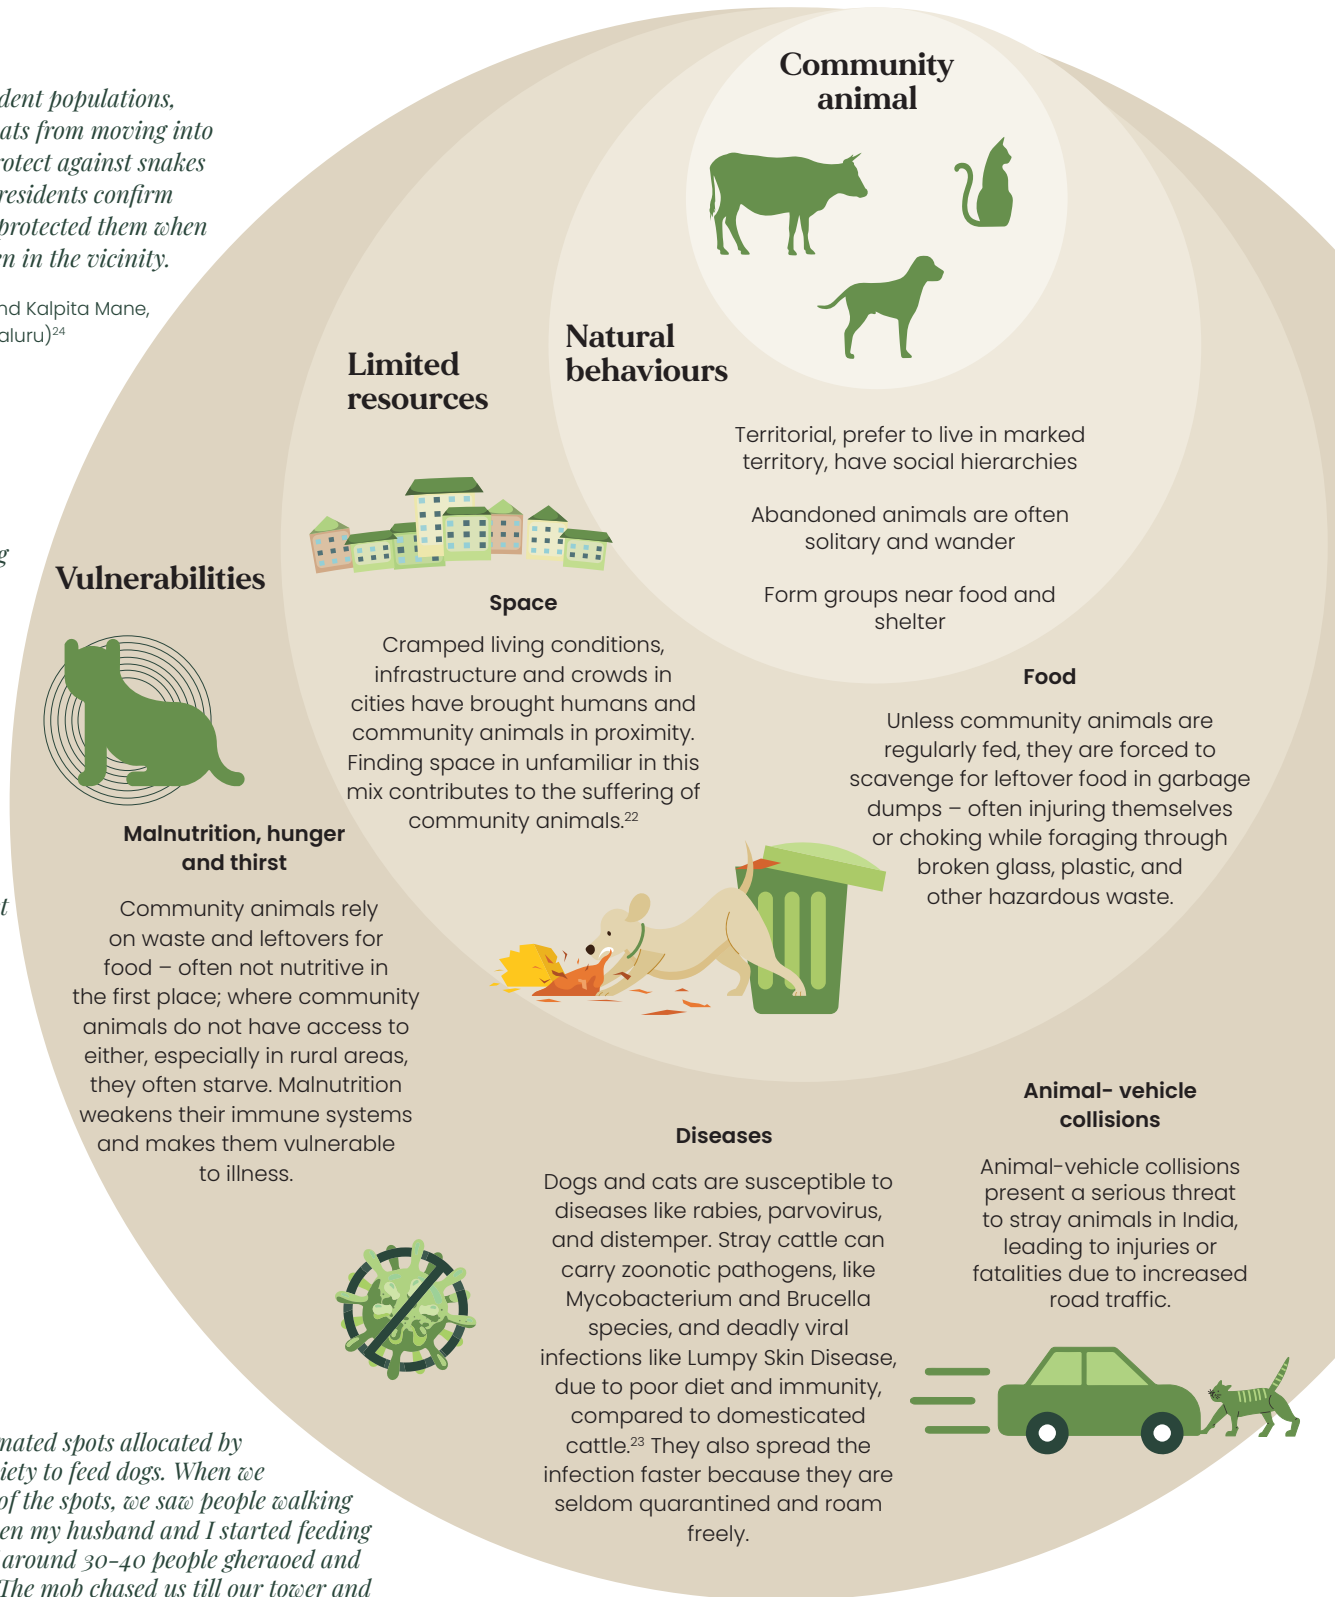 dent populations,
ats from moving into
rotect against snakes
residents confirm
protected them when
en in the vicinity.
nd Kalpita Mane,
aluru)24
Community
animal
Natural
behaviours
Territorial, prefer to live in marked
territory, have social hierarchies
Abandoned animals are often
solitary and wander
Form groups near food and
shelter
Limited
resources
Space
Cramped living conditions,
infrastructure and crowds in
cities have brought humans and
community animals in proximity.
Finding space in unfamiliar in this
mix contributes to the suffering of
community animals.22
Food
Unless community animals are
regularly fed, they are forced to
scavenge for leftover food in garbage
dumps – often injuring themselves
or choking while foraging through
broken glass, plastic, and
other hazardous waste.
g
Vulnerabilities
Malnutrition, hunger
and thirst
t
Community animals rely
on waste and leftovers for
food – often not nutritive in
the first place; where community
animals do not have access to
either, especially in rural areas,
they often starve. Malnutrition
weakens their immune systems
and makes them vulnerable
to illness.
Diseases
Dogs and cats are susceptible to
diseases like rabies, parvovirus,
and distemper. Stray cattle can
carry zoonotic pathogens, like
Mycobacterium and Brucella
species, and deadly viral
infections like Lumpy Skin Disease,
due to poor diet and immunity,
compared to domesticated
cattle.23 They also spread the
infection faster because they are
seldom quarantined and roam
freely.
Animal- vehicle
collisions
Animal-vehicle collisions
present a serious threat
to stray animals in India,
leading to injuries or
fatalities due to increased
road traffic.
mated spots allocated by
iety to feed dogs. When we
of the spots, we saw people walking
en my husband and I started feeding
around 30-40 people gheraoed and
The mob chased us till our tower and